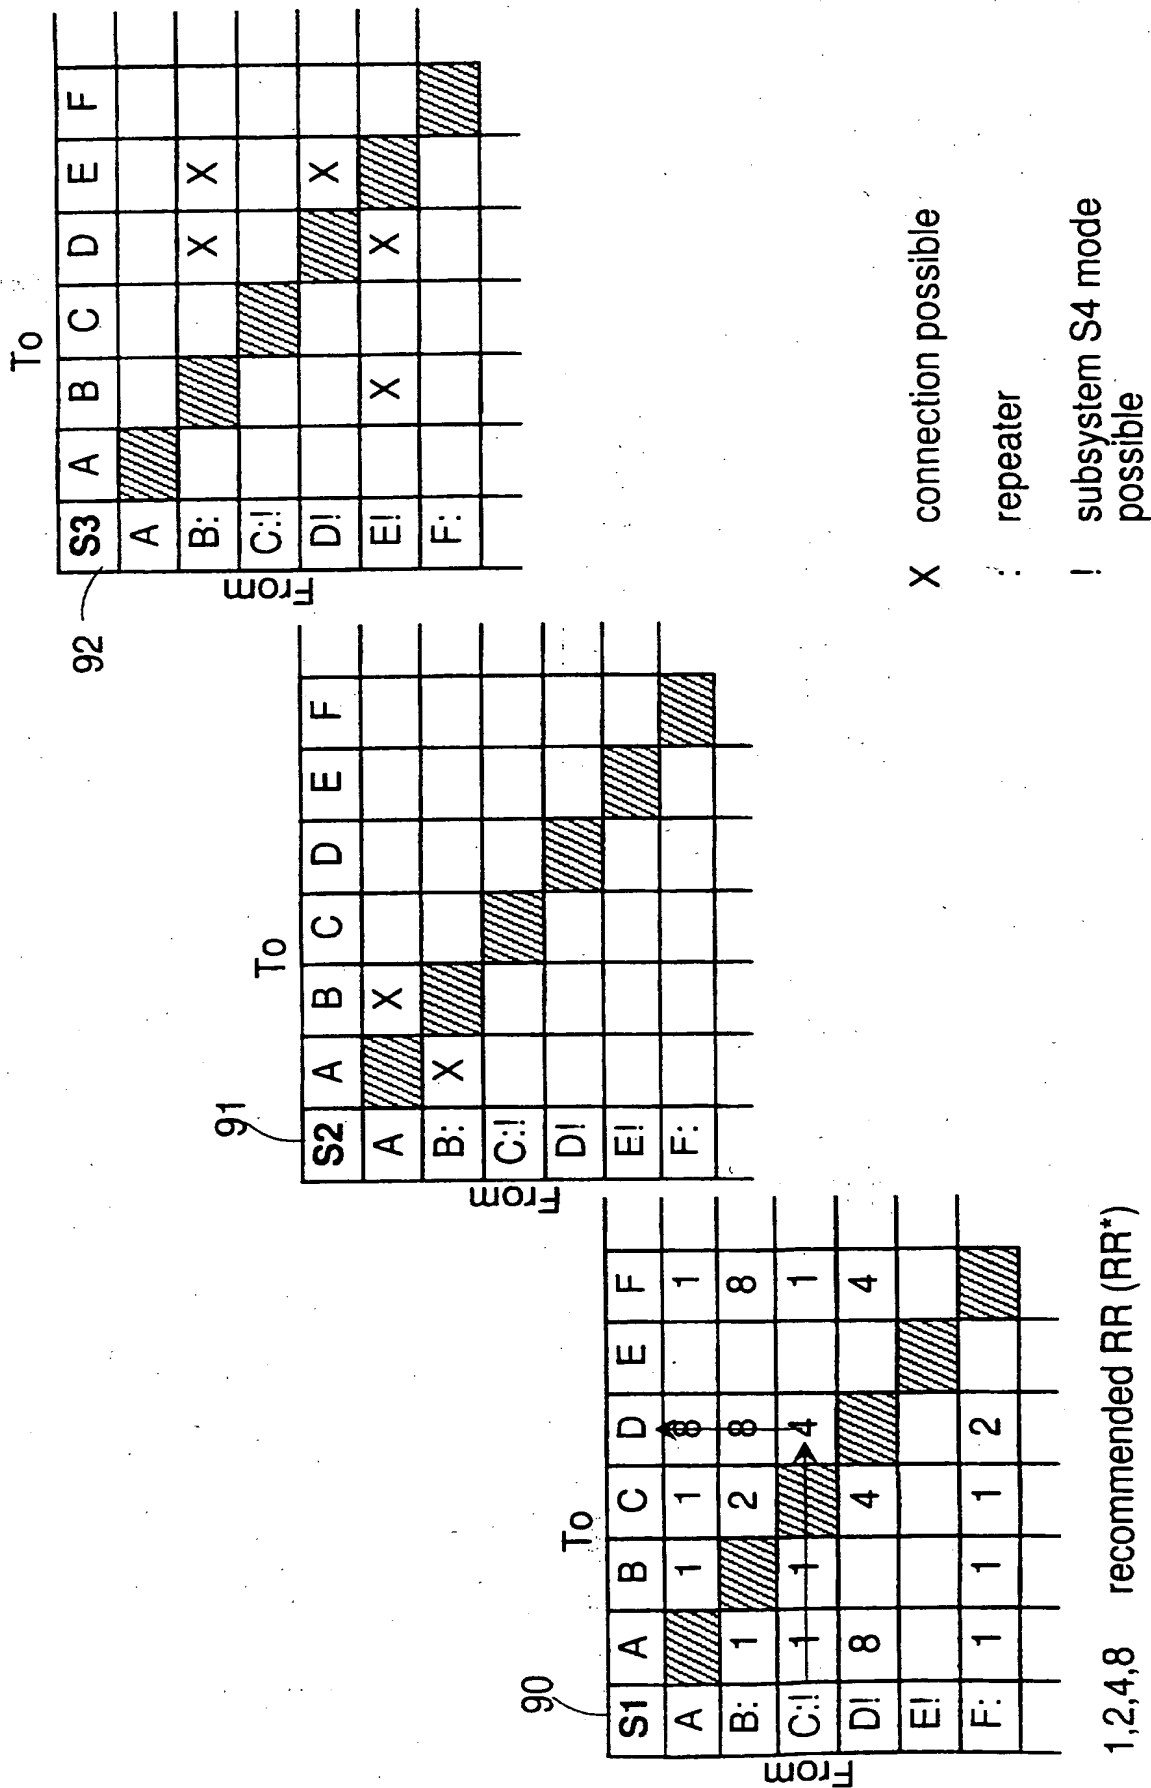 90
To
From
S1 A B C D E F
A 1 1 8 1
B: 1 2 8 8
C:! 1 1 4 1
D! 8 4 4
E!
F: 1 1 1 2
1,2,4,8 recommended RR (RR*)
91
To
From
S2 A B C D E F
A X
B: X
C:!
D!
E!
F:
92
To
From
S3 A B C D E F
A
B: X X
C:!
D! X
E! X X
F:
X connection possible
: repeater
! subsystem S4 mode
possible